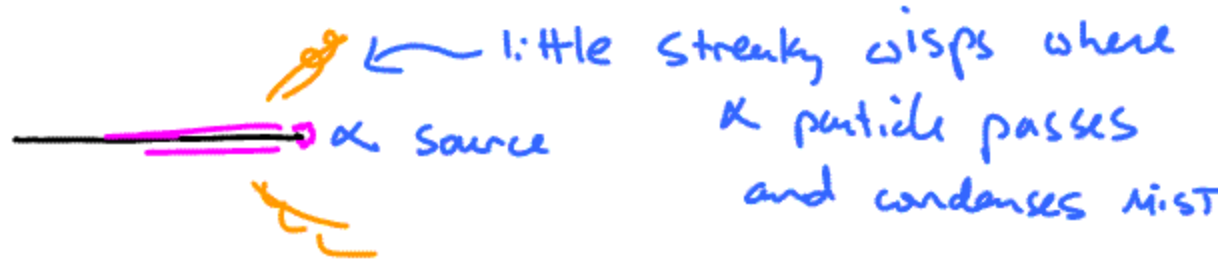 little streaky wisps where
α particle passes
α source
and condenses mist